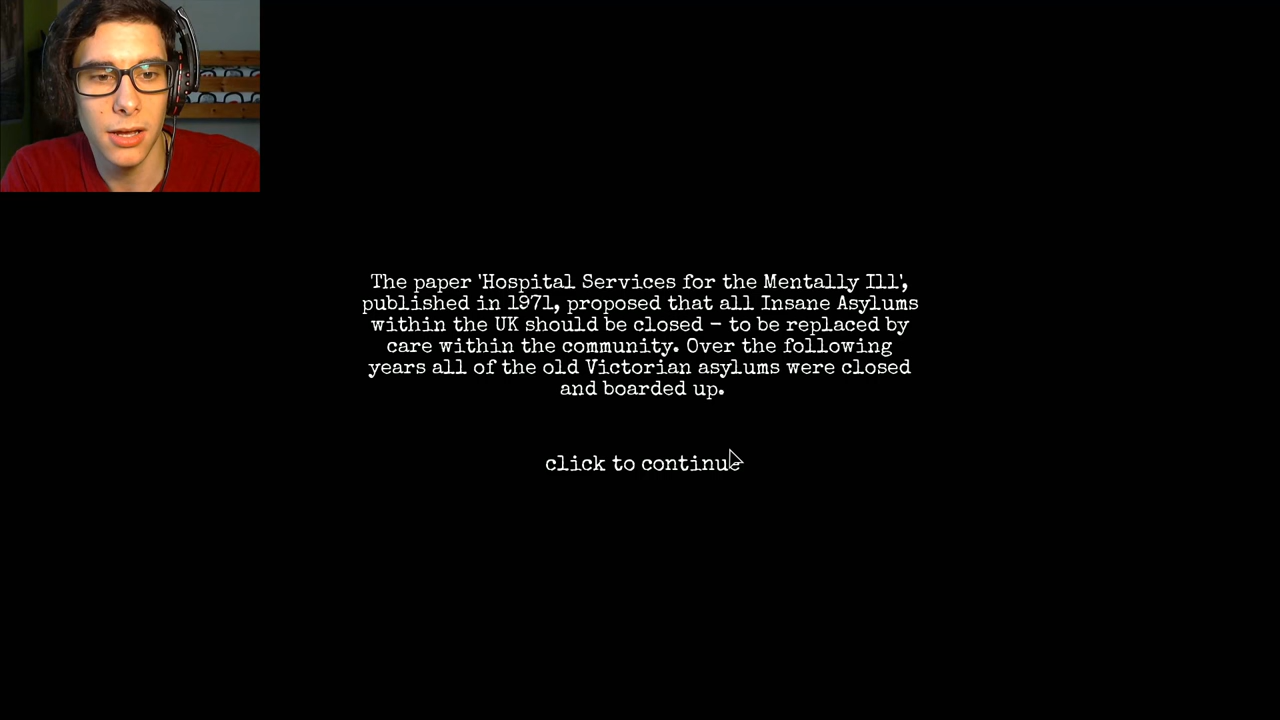 The paper 'Hospital Services for the Mentally Ill',
published in 1971, proposed that all Insane Asylums
within the UK should be closed - to be replaced by
care within the community. Over the following
years all of the old Victorian asylums were closed
and boarded up.
click to continue